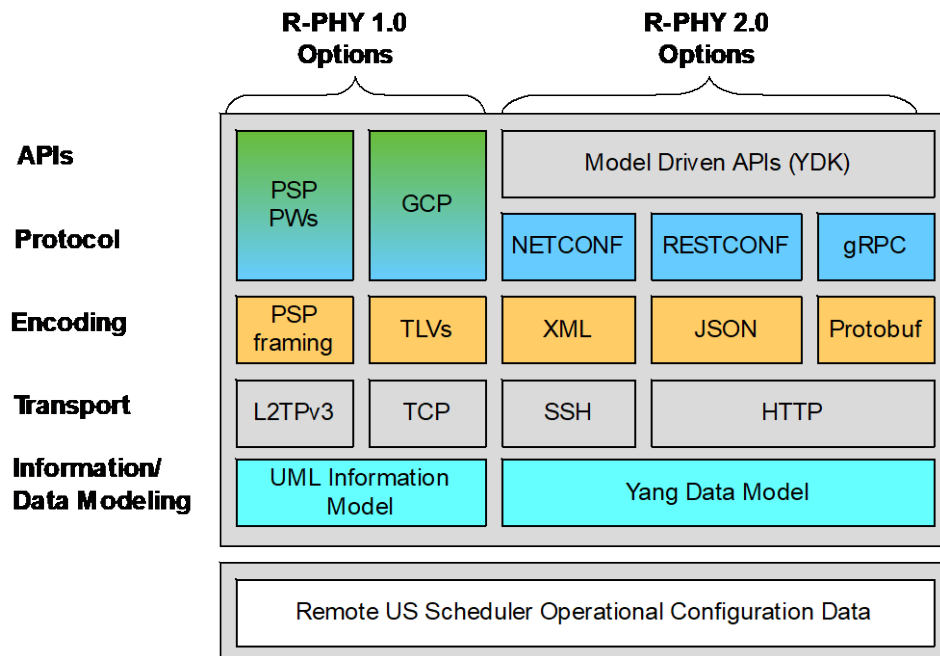 R-PHY 1.0
Options
R-PHY 2.0
Options
APIs
PSP
PWs
GCP
Model Driven APIs (YDK)
Protocol
NETCONF
RESTCONF
gRPC
Encoding
PSP
framing
TLVs
XML
JSON
Protobuf
Transport
L2TPv3
TCP
SSH
HTTP
Information/
Data Modeling
UML Information
Model
Yang Data Model
Remote US Scheduler Operational Configuration Data